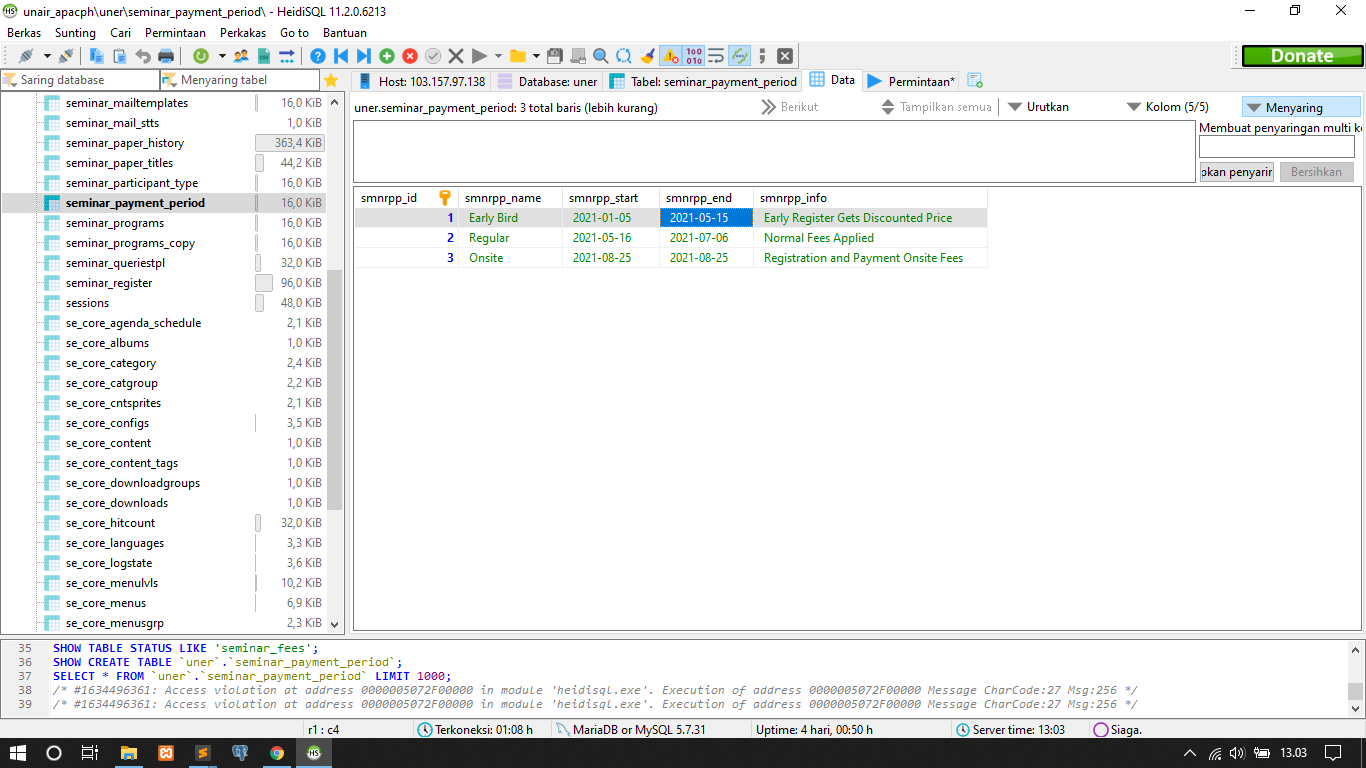 unair_apacph\uner\seminar_payment_period\ - HeidiSQL 11.2.0.6213
Berkas Sunting Cari Permintaan Perkakas Go to Bantuan
Donate
Saring database Menyaring tabel
Host: 103.157.97.138 Database: uner Tabel: seminar_payment_period Data Permintaan*
uner.seminar_payment_period: 3 total baris (lebih kurang) Berikut Tampilkan semua Urutkan Kolom (5/5) Menyaring
Membuat penyaringan multi k
okan penyarin Bersihkan
seminar_mailtemplates 16,0 KiB
seminar_mail_stts 1,0 KiB
seminar_paper_history 363,4 KiB
seminar_paper_titles 44,2 KiB
seminar_participant_type 16,0 KiB
seminar_payment_period 16,0 KiB
seminar_programs 16,0 KiB
seminar_programs_copy 16,0 KiB
seminar_queriestpl 32,0 KiB
seminar_register 96,0 KiB
sessions 48,0 KiB
se_core_agenda_schedule 2,1 KiB
se_core_albums 1,0 KiB
se_core_category 2,4 KiB
se_core_catgroup 2,2 KiB
se_core_cntsprites 2,1 KiB
se_core_configs 3,5 KiB
se_core_content 1,0 KiB
se_core_content_tags 1,0 KiB
se_core_downloadgroups 1,0 KiB
se_core_downloads 1,0 KiB
se_core_hitcount 32,0 KiB
se_core_languages 3,3 KiB
se_core_logstate 3,6 KiB
se_core_menulvls 10,2 KiB
se_core_menus 6,9 KiB
se_core_menusgrp 2,3 KiB
smnrpp_id smnrpp_name smnrpp_start smnrpp_end smnrpp_info
1 Early Bird 2021-01-05 2021-05-15 Early Register Gets Discounted Price
2 Regular 2021-05-16 2021-07-06 Normal Fees Applied
3 Onsite 2021-08-25 2021-08-25 Registration and Payment Onsite Fees
35 SHOW TABLE STATUS LIKE 'seminar_fees';
36 SHOW CREATE TABLE `uner`.`seminar_payment_period`;
37 SELECT * FROM `uner`.`seminar_payment_period` LIMIT 1000;
38 /* #1634496361: Access violation at address 0000005072F00000 in module 'heidisql.exe'. Execution of address 0000005072F00000 Message CharCode:27 Msg:256 */
39 /* #1634496361: Access violation at address 0000005072F00000 in module 'heidisql.exe'. Execution of address 0000005072F00000 Message CharCode:27 Msg:256 */
r1 : c4 Terkoneksi: 01:08 h MariaDB or MySQL 5.7.31 Uptime: 4 hari, 00:50 h Server time: 13:03 Siaga.
13.03